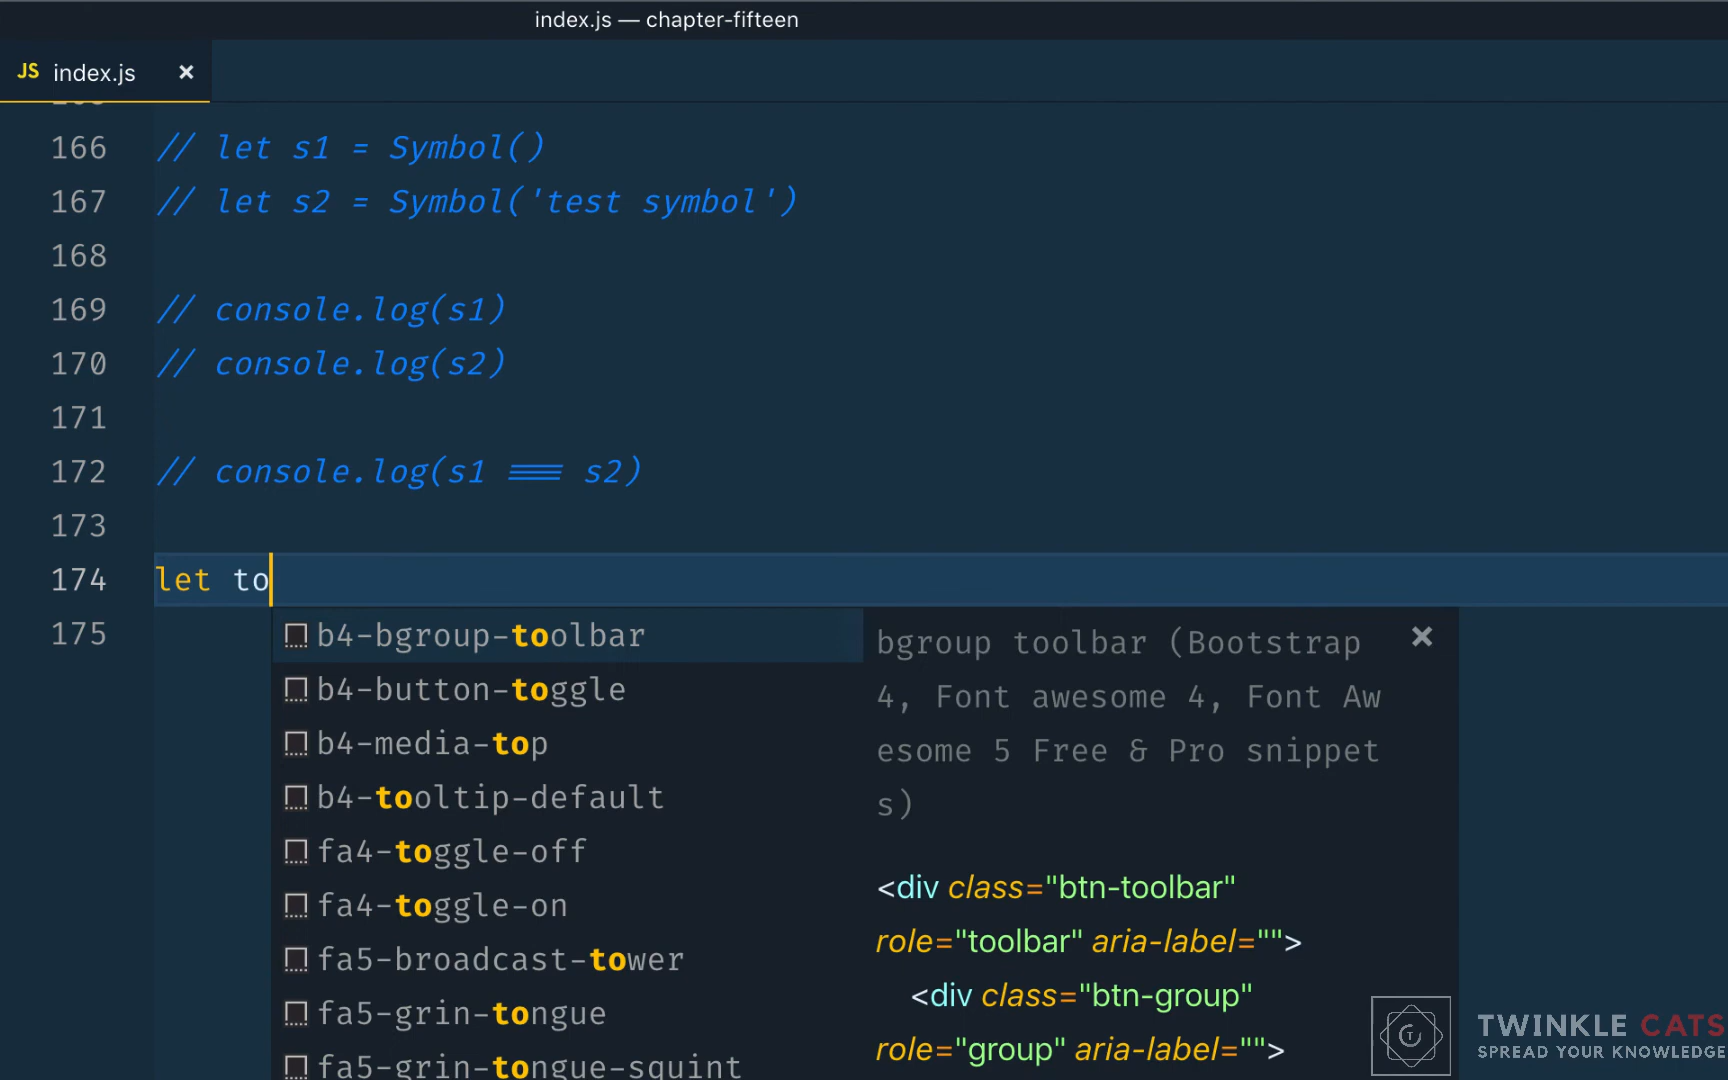 index.js — chapter-fifteen
JS index.js ×
166 // let s1 = Symbol()
167 // let s2 = Symbol('test symbol')
168
169 // console.log(s1)
170 // console.log(s2)
171
172 // console.log(s1 === s2)
173
174 let to
175
b4-bgroup-toolbar
b4-button-toggle
b4-media-top
b4-tooltip-default
fa4-toggle-off
fa4-toggle-on
fa5-broadcast-tower
fa5-grin-tongue
fa5-grin-tongue-squint
bgroup toolbar (Bootstrap ×
4, Font awesome 4, Font Aw
esome 5 Free & Pro snippet
s)
<div class="btn-toolbar"
role="toolbar" aria-label="">
<div class="btn-group"
role="group" aria-label="">
TWINKLE CATS
SPREAD YOUR KNOWLEDGE